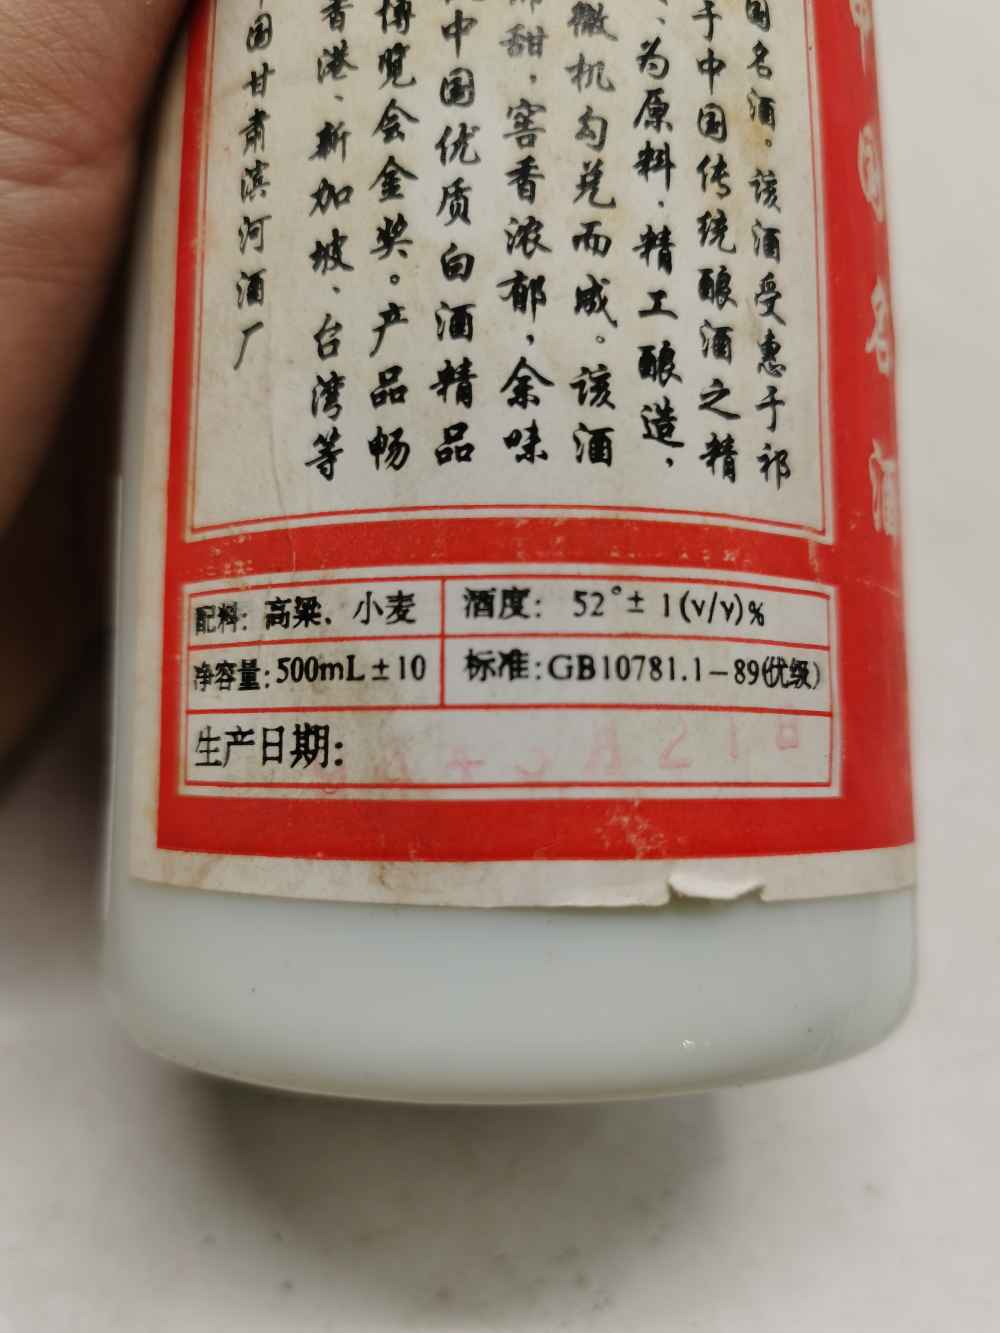 国名酒。该酒受惠于祁
于中国传统酿酒之精
、为原料，精工酿造，
微机勾兑而成。该酒
绵甜，窖香浓郁，余味
中国优质白酒精品
博览会金奖。产品畅
香港、新加坡、台湾等
中国甘肃滨河酒厂
中国名酒
配料：高粱、小麦
酒度： 52°± 1(v/v)%
净容量：500mL±10
标准：GB10781.1－89(优级)
生产日期：